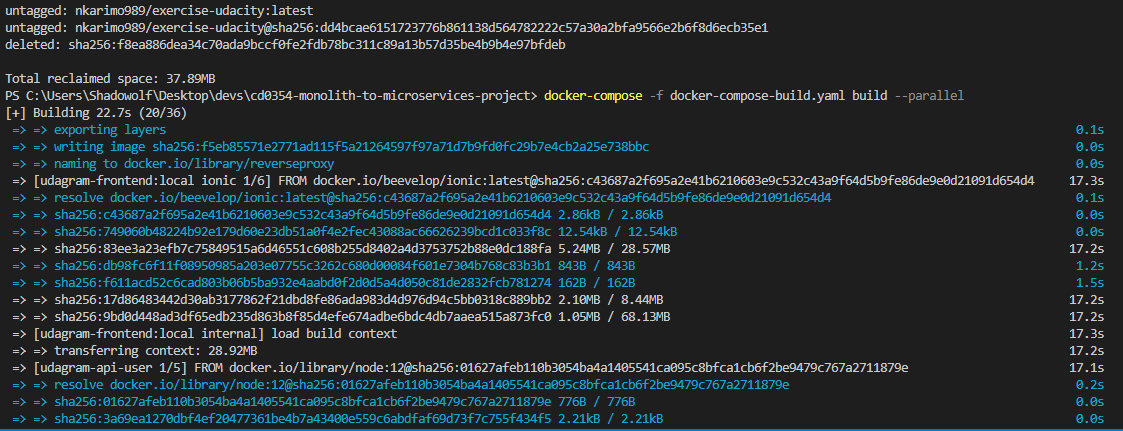 untagged: nkarimo989/exercise-udacity:latest
untagged: nkarimo989/exercise-udacity@sha256:dd4bcae6151723776b861138d564782222c57a30a2bfa9566e2b6f8d6ecb35e1
deleted: sha256:f8ea886dea34c70ada9bccf0fe2fdb78bc311c89a13b57d35be4b9b4e97bfdeb
Total reclaimed space: 37.89MB
PS C:\Users\Shadowolf\Desktop\devs\cd0354-monolith-to-microservices-project> docker-compose -f docker-compose-build.yaml build --parallel
[+] Building 22.7s (20/36)
=> => exporting layers 0.1s
=> => writing image sha256:f5eb85571e2771ad115f5a21264597f97a71d7b9fd0fc29b7e4cb2a25e738bbc 0.0s
=> => naming to docker.io/library/reverseproxy 0.0s
=> [udagram-frontend:local ionic 1/6] FROM docker.io/beevelop/ionic:latest@sha256:c43687a2f695a2e41b6210603e9c532c43a9f64d5b9fe86de9e0d21091d654d4 17.3s
=> => resolve docker.io/beevelop/ionic:latest@sha256:c43687a2f695a2e41b6210603e9c532c43a9f64d5b9fe86de9e0d21091d654d4 0.1s
=> => sha256:c43687a2f695a2e41b6210603e9c532c43a9f64d5b9fe86de9e0d21091d654d4 2.86kB / 2.86kB 0.0s
=> => sha256:749060b48224b92e179d60e23db51a0f4e2fec43088ac66626239bcd1c033f8c 12.54kB / 12.54kB 0.0s
=> => sha256:83ee3a23efb7c75849515a6d46551c608b255d8402a4d3753752b88e0dc188fa 5.24MB / 28.57MB 17.2s
=> => sha256:db98fc6f11f08950985a203e07755c3262c680d00084f601e7304b768c83b3b1 843B / 843B 1.2s
=> => sha256:f611acd52c6cad803b06b5ba932e4aabd0f2d0d5a4d050c81de2832fcb781274 162B / 162B 1.5s
=> => sha256:17d86483442d30ab3177862f21dbd8fe86ada983d4d976d94c5bb0318c889bb2 2.10MB / 8.44MB 17.2s
=> => sha256:9bd0d448ad3df65edb235d863b8f85d4efe674adbe6bdc4db7aaea515a873fc0 1.05MB / 68.13MB 17.2s
=> [udagram-frontend:local internal] load build context 17.3s
=> => transferring context: 28.92MB 17.2s
=> [udagram-api-user 1/5] FROM docker.io/library/node:12@sha256:01627afeb110b3054ba4a1405541ca095c8bfca1cb6f2be9479c767a2711879e 17.1s
=> => resolve docker.io/library/node:12@sha256:01627afeb110b3054ba4a1405541ca095c8bfca1cb6f2be9479c767a2711879e 0.2s
=> => sha256:01627afeb110b3054ba4a1405541ca095c8bfca1cb6f2be9479c767a2711879e 776B / 776B 0.0s
=> => sha256:3a69ea1270dbf4ef20477361be4b7a43400e559c6abdfaf69d73f7c755f434f5 2.21kB / 2.21kB 0.0s